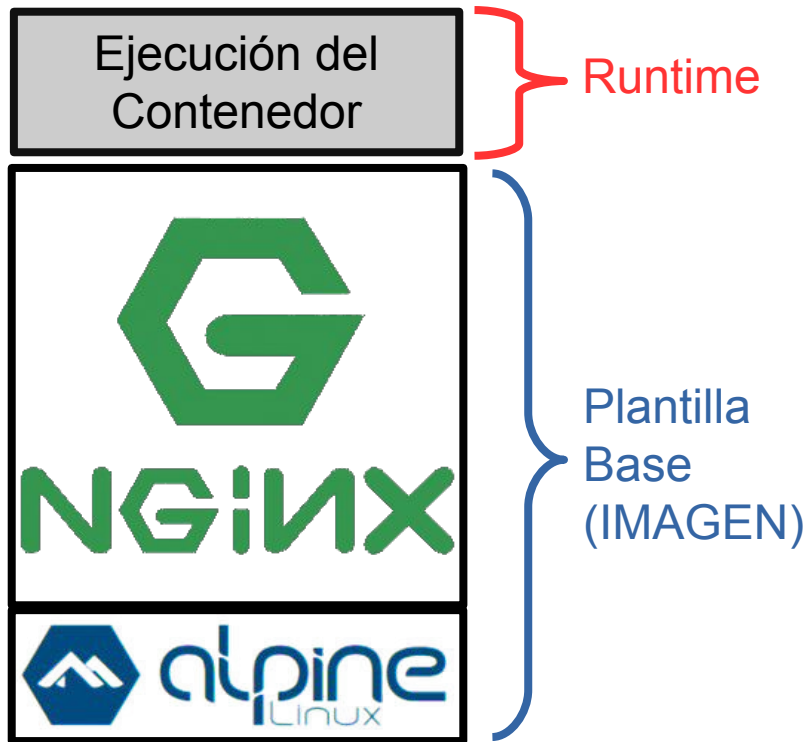 Ejecución del
Contenedor
Runtime
NGiNX
Plantilla
Base
(IMAGEN)
alpine
Linux